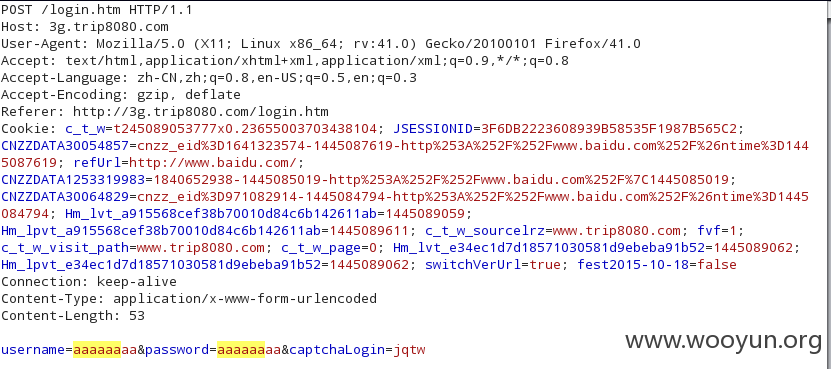 POST /login.htm HTTP/1.1
Host: 3g.trip8080.com
User-Agent: Mozilla/5.0 (X11; Linux x86_64; rv:41.0) Gecko/20100101 Firefox/41.0
Accept: text/html,application/xhtml+xml,application/xml;q=0.9,*/*;q=0.8
Accept-Language: zh-CN,zh;q=0.8,en-US;q=0.5,en;q=0.3
Accept-Encoding: gzip, deflate
Referer: http://3g.trip8080.com/login.htm
Cookie: c_t_w=t245089053777x0.23655003703438104; JSESSIONID=3F6DB2223608939B58535F1987B565C2;
CNZZDATA30054857=cnzz_eid%3D1641323574-1445087619-http%253A%252F%252Fwww.baidu.com%252F%26ntime%3D144
5087619; refUrl=http://www.baidu.com/;
CNZZDATA1253319983=1840652938-1445085019-http%253A%252F%252Fwww.baidu.com%252F%7C1445085019;
CNZZDATA30064829=cnzz_eid%3D971082914-1445084794-http%253A%252F%252Fwww.baidu.com%252F%26ntime%3D1445
084794; Hm_lvt_a915568cef38b70010d84c6b142611ab=1445089059;
Hm_lpvt_a915568cef38b70010d84c6b142611ab=1445089611; c_t_w_sourcelrz=www.trip8080.com; fvf=1;
c_t_w_visit_path=www.trip8080.com; c_t_w_page=0; Hm_lvt_e34ec1d7d18571030581d9ebeba91b52=1445089062;
Hm_lpvt_e34ec1d7d18571030581d9ebeba91b52=1445089062; switchVerUrl=true; fest2015-10-18=false
Connection: keep-alive
Content-Type: application/x-www-form-urlencoded
Content-Length: 53
username=aaaaaaaa&password=aaaaaaaa&captchaLogin=jqtw
www.wooyun.org